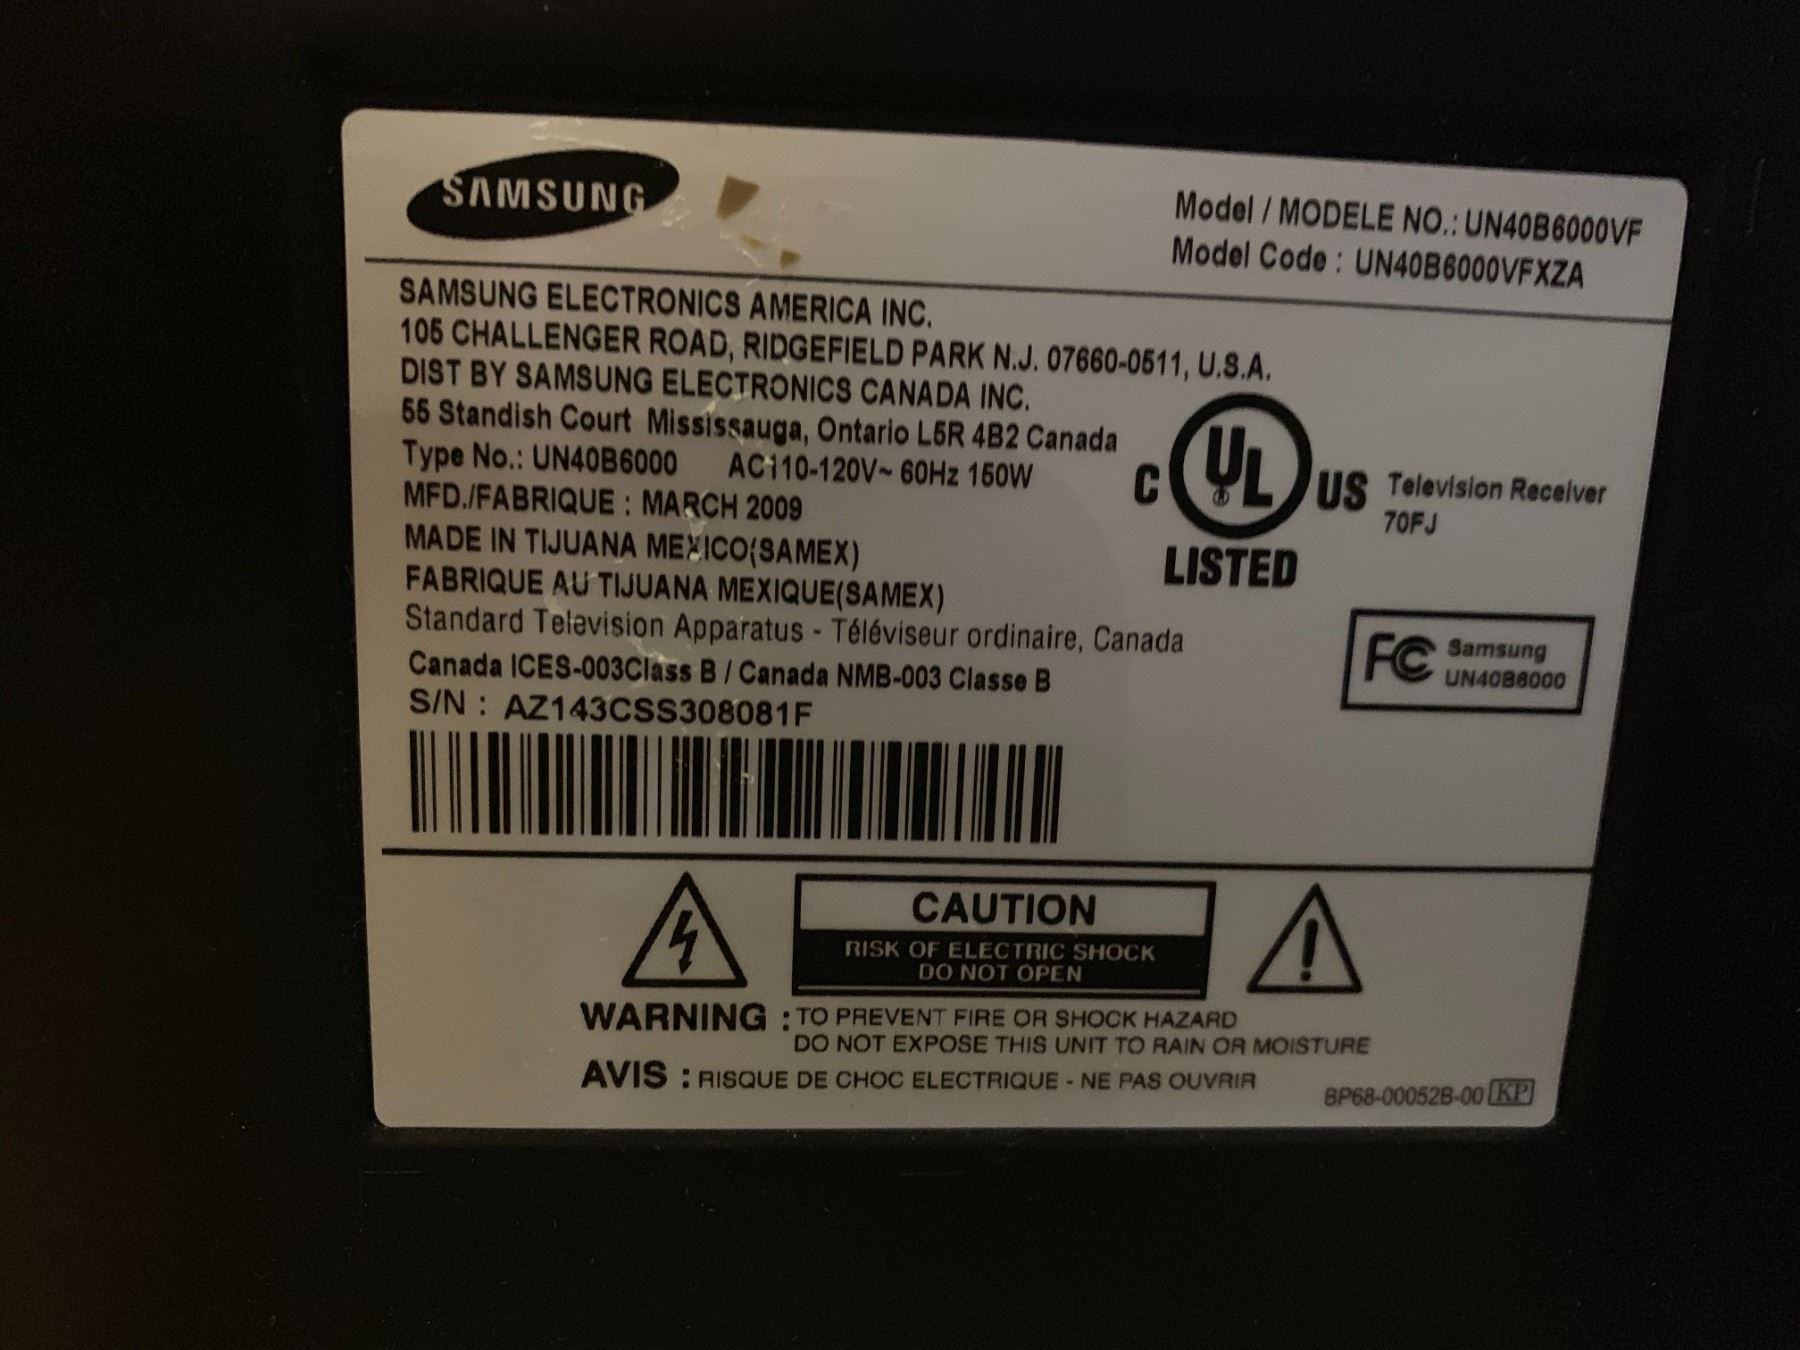 SAMSUNG
Model / MODELE NO.: UN40B6000VF
Model Code : UN40B6000VFXZA
SAMSUNG ELECTRONICS AMERICA INC.
105 CHALLENGER ROAD, RIDGEFIELD PARK N.J. 07660-0511, U.S.A.
DIST BY SAMSUNG ELECTRONICS CANADA INC.
55 Standish Court Mississauga, Ontario L5R 4B2 Canada
Type No.: UN40B6000 AC110-120V~ 60Hz 150W
MFD./FABRIQUE : MARCH 2009
MADE IN TIJUANA MEXICO(SAMEX)
FABRIQUE AU TIJUANA MEXIQUE(SAMEX)
Standard Television Apparatus - Téléviseur ordinaire, Canada
Canada ICES-003Class B / Canada NMB-003 Classe B
S/N : AZ143CSS308081F
C UL US
LISTED
Television Receiver
70FJ
FC Samsung
UN40B6000
CAUTION
RISK OF ELECTRIC SHOCK
DO NOT OPEN
WARNING : TO PREVENT FIRE OR SHOCK HAZARD
DO NOT EXPOSE THIS UNIT TO RAIN OR MOISTURE
AVIS : RISQUE DE CHOC ELECTRIQUE - NE PAS OUVRIR
BP68-00052B-00 KP